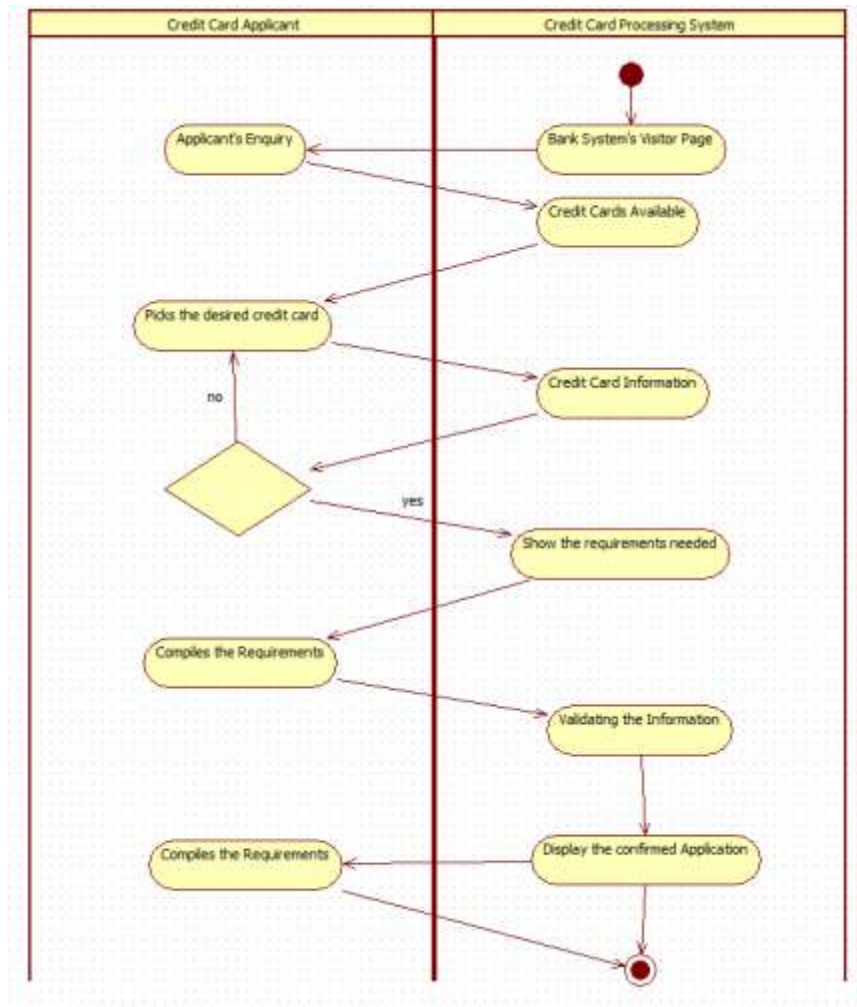 Credit Card Applicant
Credit Card Processing System
Bank System's Visitor Page
Applicant's Enquiry
Credit Cards Available
Picks the desired credit card
Credit Card Information
no
yes
Show the requirements needed
Compiles the Requirements
Validating the Information
Display the confirmed Application
Compiles the Requirements